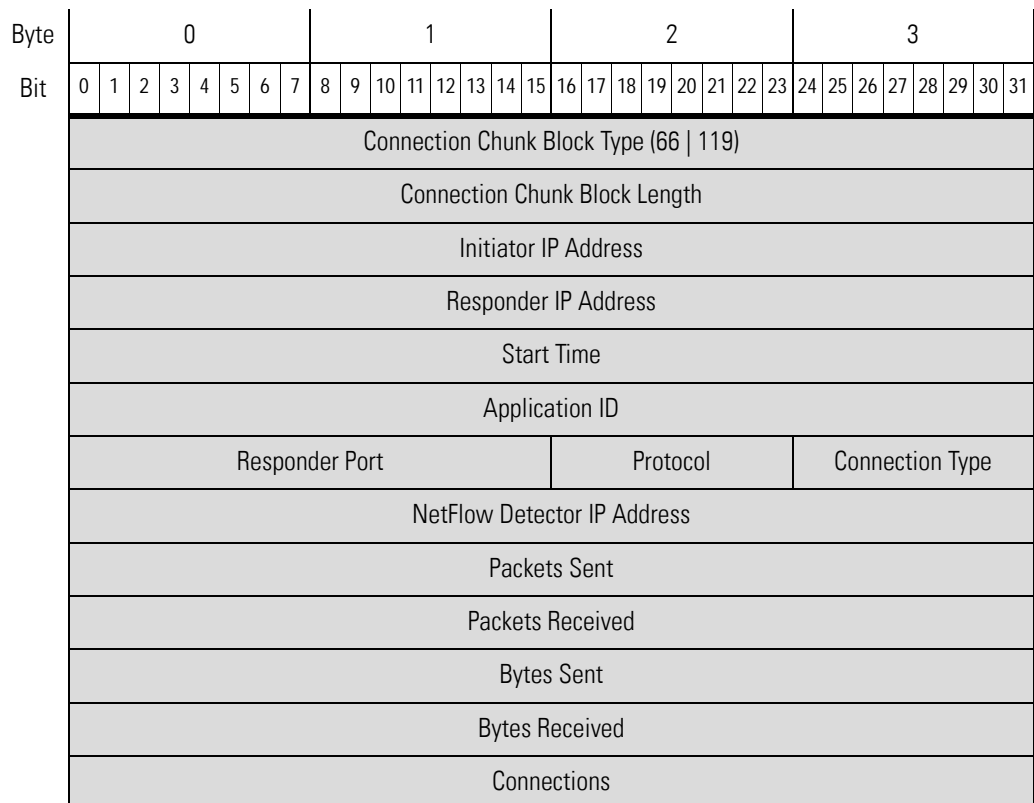 Byte 0 1 2 3
Bit 0 1 2 3 4 5 6 7 8 9 10 11 12 13 14 15 16 17 18 19 20 21 22 23 24 25 26 27 28 29 30 31
Connection Chunk Block Type (66 | 119)
Connection Chunk Block Length
Initiator IP Address
Responder IP Address
Start Time
Application ID
Responder Port Protocol Connection Type
NetFlow Detector IP Address
Packets Sent
Packets Received
Bytes Sent
Bytes Received
Connections